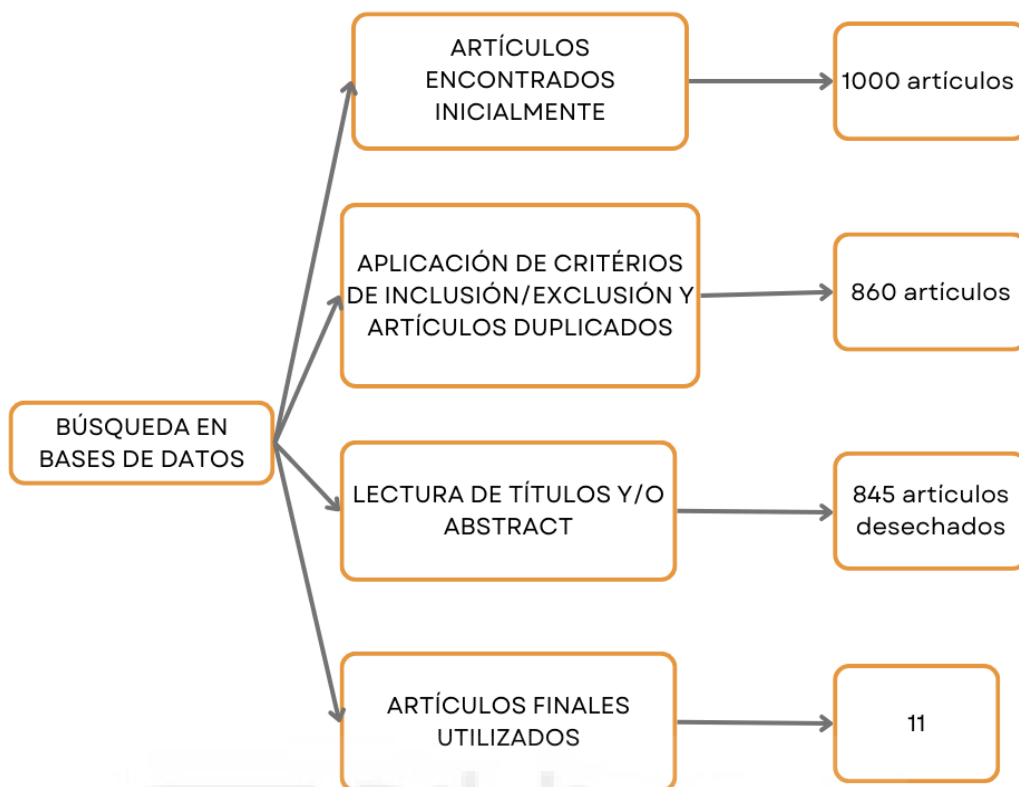 ARTÍCULOS
ENCONTRADOS
INICIALMENTE
1000 artículos
APLICACIÓN DE CRITÉRIOS
DE INCLUSIÓN/EXCLUSIÓN Y
ARTÍCULOS DUPLICADOS
860 artículos
BÚSQUEDA EN
BASES DE DATOS
LECTURA DE TÍTULOS Y/O
ABSTRACT
845 artículos
desechados
ARTÍCULOS FINALES
UTILIZADOS
11